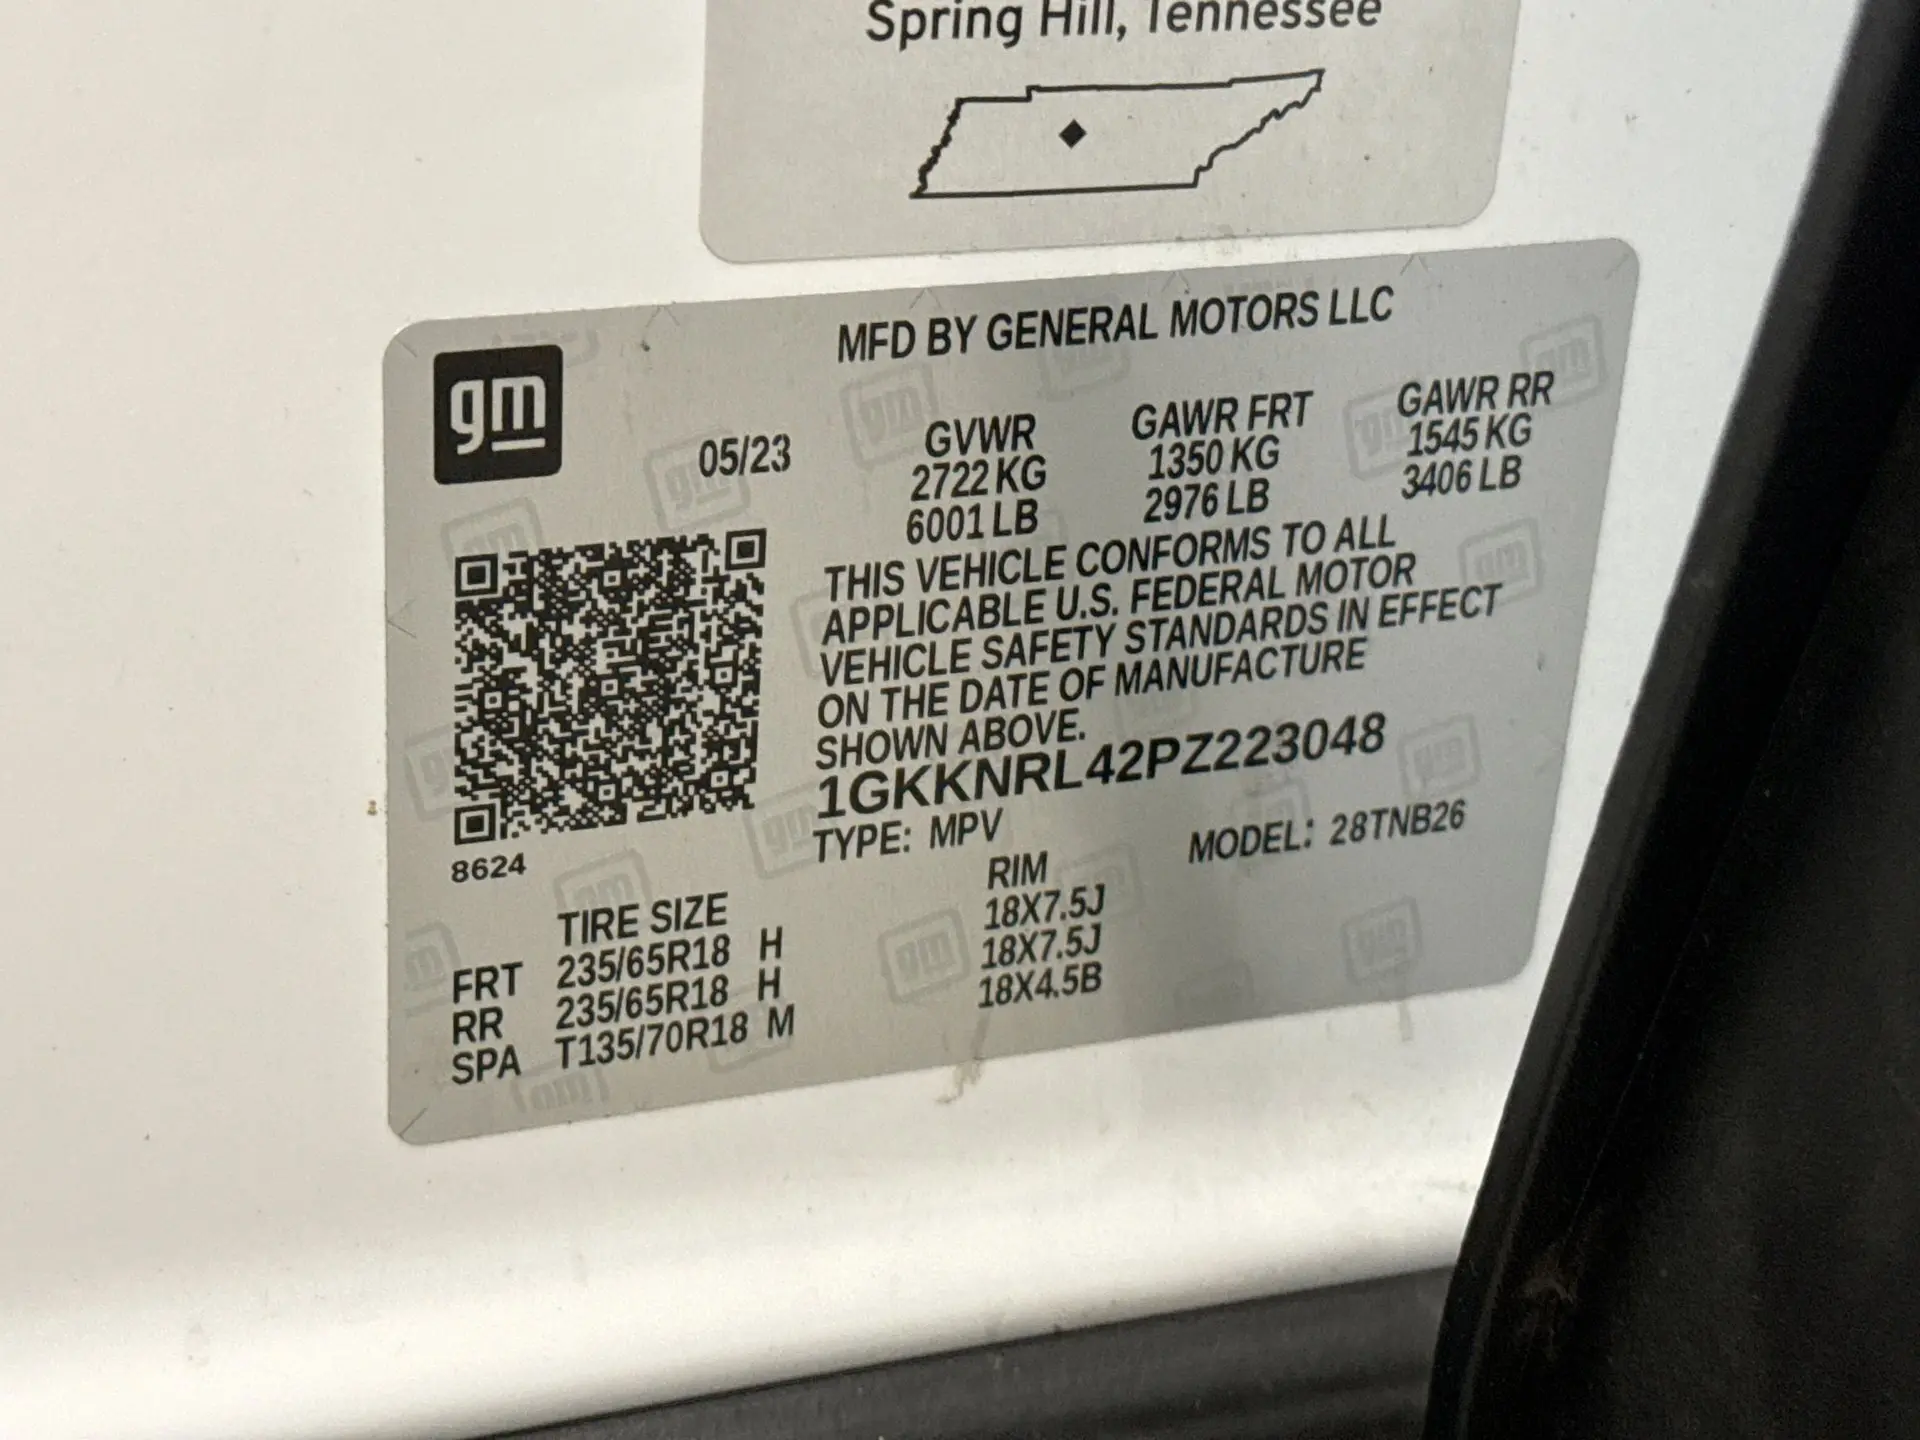 Spring Hill, Tennessee
gm
MFD BY GENERAL MOTORS LLC
05/23
GVWR
2722 KG
6001 LB
GAWR FRT
1350 KG
2976 LB
GAWR RR
1545 KG
3406 LB
THIS VEHICLE CONFORMS TO ALL
APPLICABLE U.S. FEDERAL MOTOR
VEHICLE SAFETY STANDARDS IN EFFECT
ON THE DATE OF MANUFACTURE
SHOWN ABOVE.
1GKKNRL42PZ223048
TYPE: MPV
MODEL: 28TNB26
8624
TIRE SIZE RIM
FRT 235/65R18 H 18X7.5J
RR 235/65R18 H 18X7.5J
SPA T135/70R18 M 18X4.5B